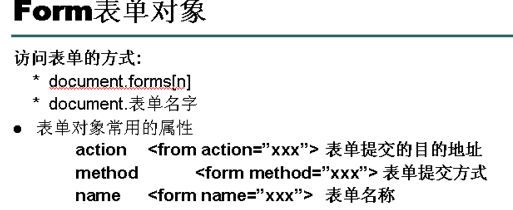 Form表单对象
访问表单的方式:
* document.forms[n]
* document.表单名字
● 表单对象常用的属性
action <from action=”xxx”> 表单提交的目的地址
method <form method=”xxx”> 表单提交方式
name <form name=”xxx”> 表单名称